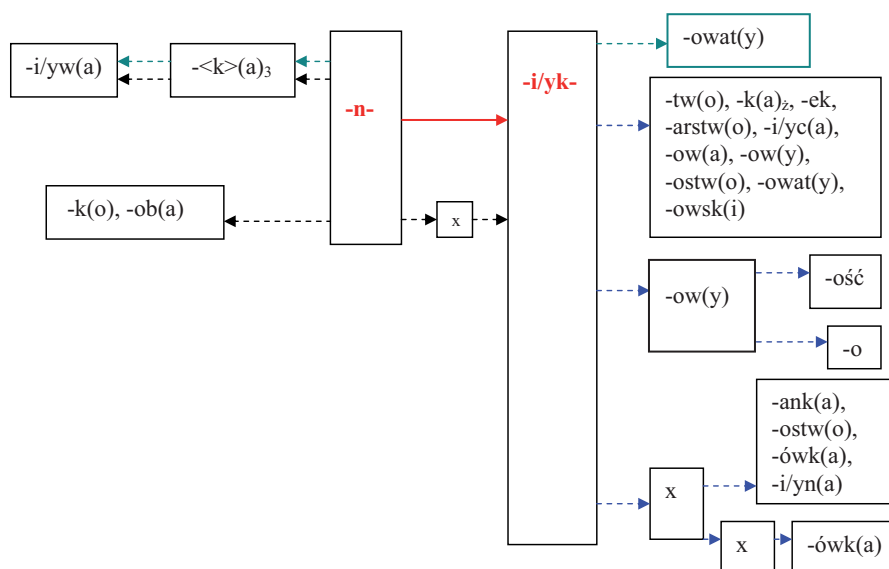 -i/yw(a)
-<k>(a)₃
-n-
-i/yk-
-owat(y)
-tw(o), -k(a)ż, -ek,
-arstw(o), -i/yc(a),
-ow(a), -ow(y),
-ostw(o), -owat(y),
-owsk(i)
-k(o), -ob(a)
x
-ow(y)
-ość
-o
x
-ank(a),
-ostw(o),
-ówk(a),
-i/yn(a)
x
-ówk(a)